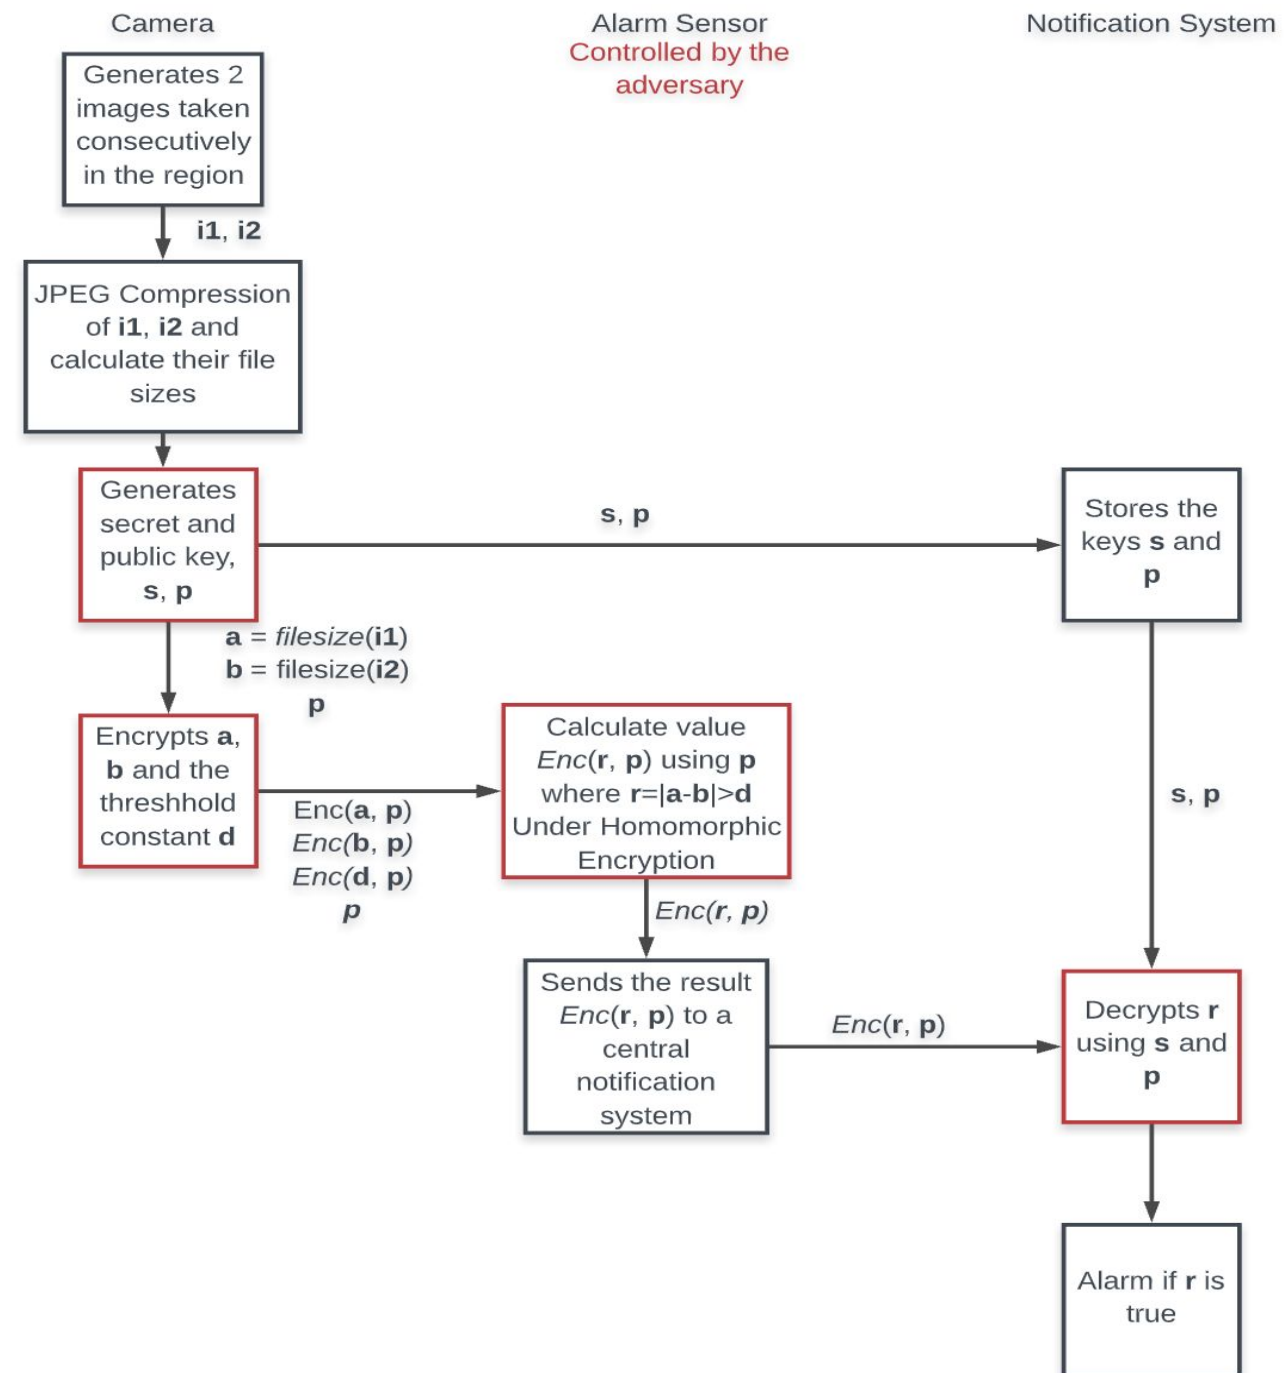 Camera
Alarm Sensor
Controlled by the
adversary
Notification System
Generates 2
images taken
consecutively
in the region
i1, i2
JPEG Compression
of i1, i2 and
calculate their file
sizes
Generates
secret and
public key,
s, p
s, p
Stores the
keys s and
p
a = filesize(i1)
b = filesize(i2)
p
Encrypts a,
b and the
threshhold
constant d
Enc(a, p)
Enc(b, p)
Enc(d, p)
p
Calculate value
Enc(r, p) using p
where r=|a-b|>d
Under Homomorphic
Encryption
s, p
Enc(r, p)
Sends the result
Enc(r, p) to a
central
notification
system
Enc(r, p)
Decrypts r
using s and
p
Alarm if r is
true